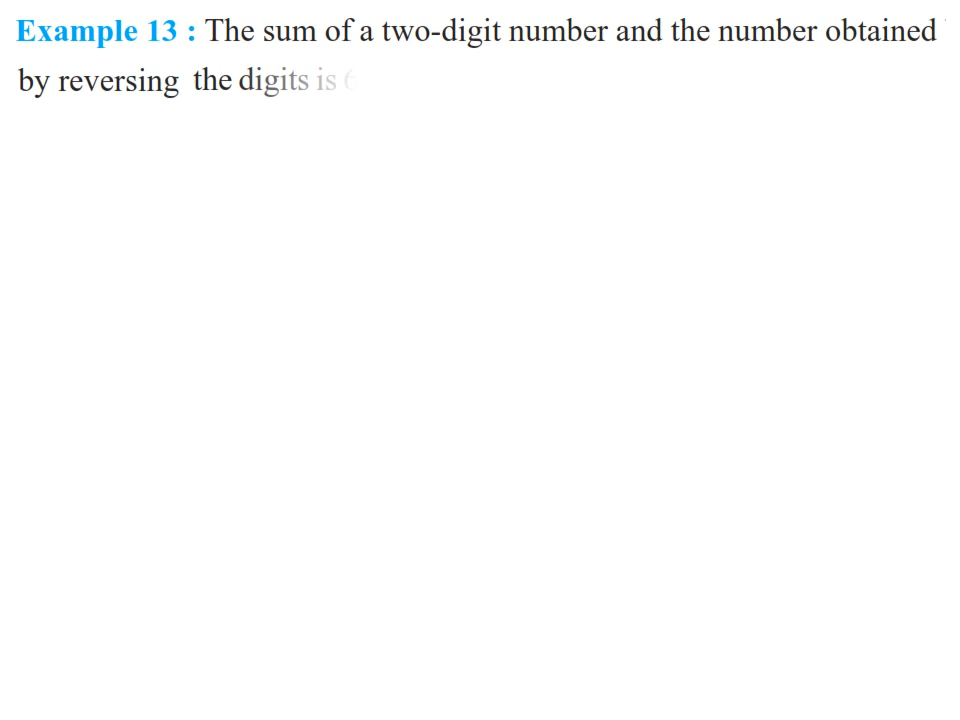 Example 13 : The sum of a two-digit number and the number obtained
by reversing the digits is